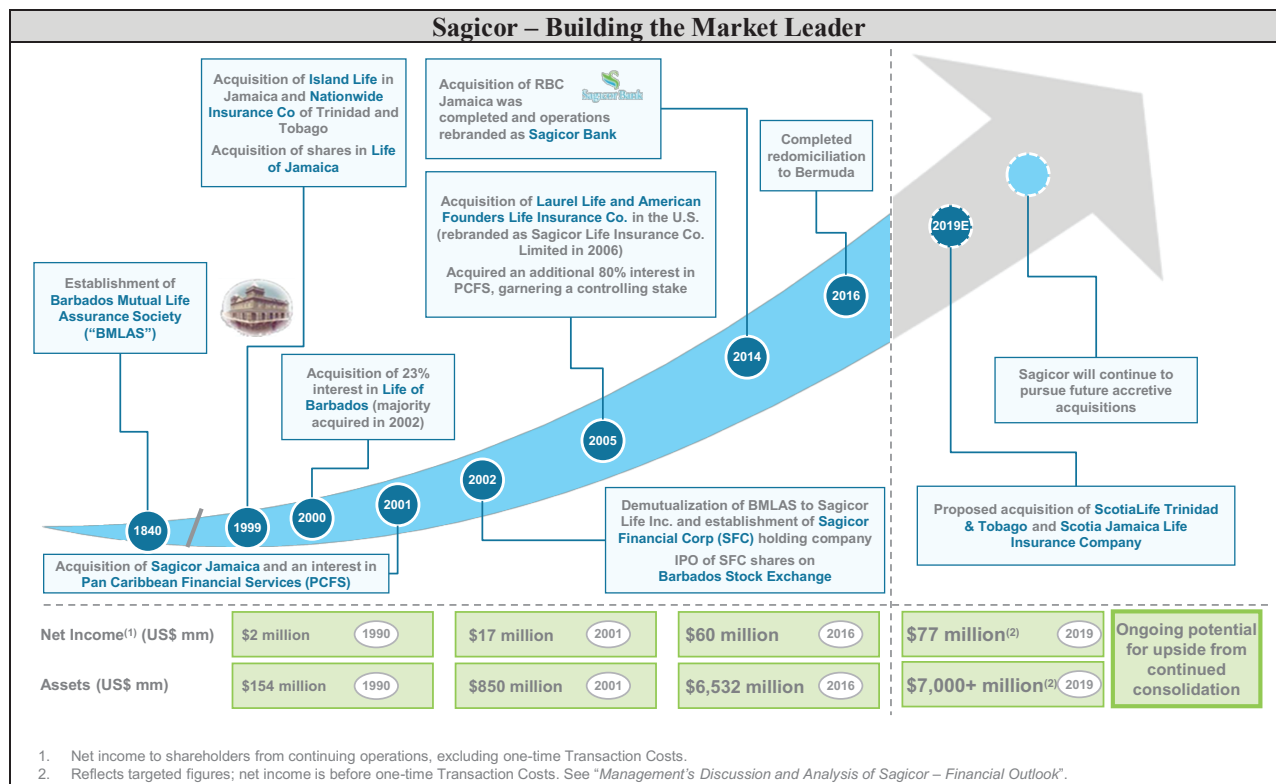 Sagicor – Building the Market Leader
Acquisition of Island Life in
Jamaica and Nationwide
Insurance Co of Trinidad and
Tobago
Acquisition of shares in Life
of Jamaica
Acquisition of RBC
Jamaica was
completed and operations
rebranded as Sagicor Bank
Sagicor Bank
Completed
redomiciliation
to Bermuda
Acquisition of Laurel Life and American
Founders Life Insurance Co. in the U.S.
(rebranded as Sagicor Life Insurance Co.
Limited in 2006)
Acquired an additional 80% interest in
PCFS, garnering a controlling stake
Establishment of
Barbados Mutual Life
Assurance Society
(“BMLAS”)
Acquisition of 23%
interest in Life of
Barbados (majority
acquired in 2002)
1840
1999
2000
2001
2002
2005
2014
2016
2019E
Sagicor will continue to
pursue future accretive
acquisitions
Acquisition of Sagicor Jamaica and an interest in
Pan Caribbean Financial Services (PCFS)
Demutualization of BMLAS to Sagicor
Life Inc. and establishment of Sagicor
Financial Corp (SFC) holding company
IPO of SFC shares on
Barbados Stock Exchange
Proposed acquisition of ScotiaLife Trinidad
& Tobago and Scotia Jamaica Life
Insurance Company
Net Income(1) (US$ mm) $2 million 1990 $17 million 2001 $60 million 2016 $77 million(2) 2019
Assets (US$ mm) $154 million 1990 $850 million 2001 $6,532 million 2016 $7,000+ million(2) 2019
Ongoing potential
for upside from
continued
consolidation
1. Net income to shareholders from continuing operations, excluding one-time Transaction Costs.
2. Reflects targeted figures; net income is before one-time Transaction Costs. See “Management’s Discussion and Analysis of Sagicor – Financial Outlook”.